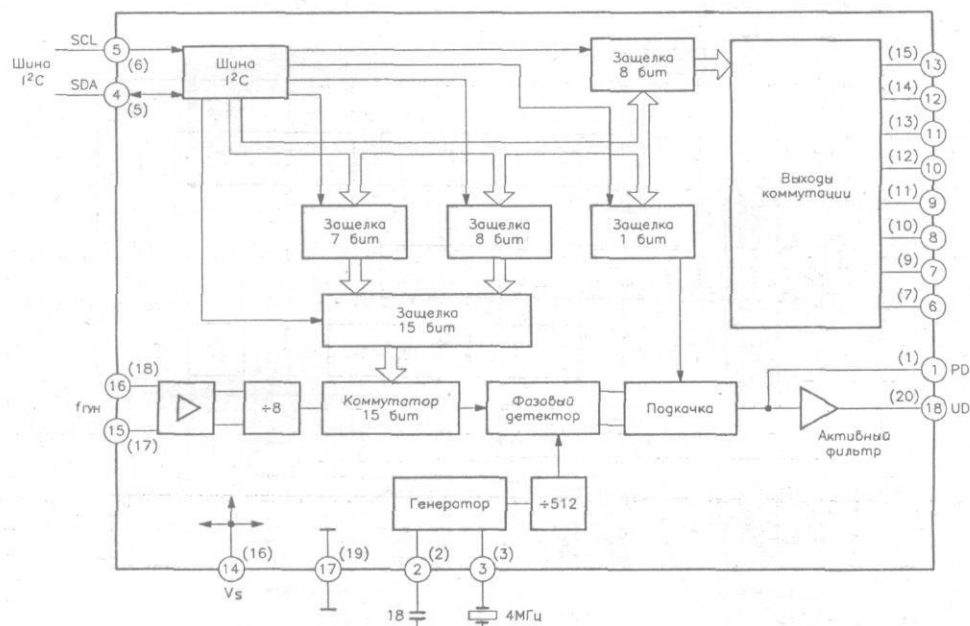 SCL
5
(6)
Шина
I²C
SDA
4
(5)
Шина
I²C
Защелка
8 бит
Выходы
коммутации
(15)
13
(14)
12
(13)
11
(12)
10
(11)
9
(10)
8
(9)
7
(7)
6
Защелка
7 бит
Защелка
8 бит
Защелка
1 бит
Защелка
15 бит
(18)
16
fГУН
15
(17)
÷8
Коммутатор
15 бит
Фазовый
детектор
Подкачка
(1)
1
PD
(20)
18
UD
Активный
фильтр
Генератор
÷512
14
(16)
Vs
17
(19)
2
(2)
3
(3)
18
4МГц